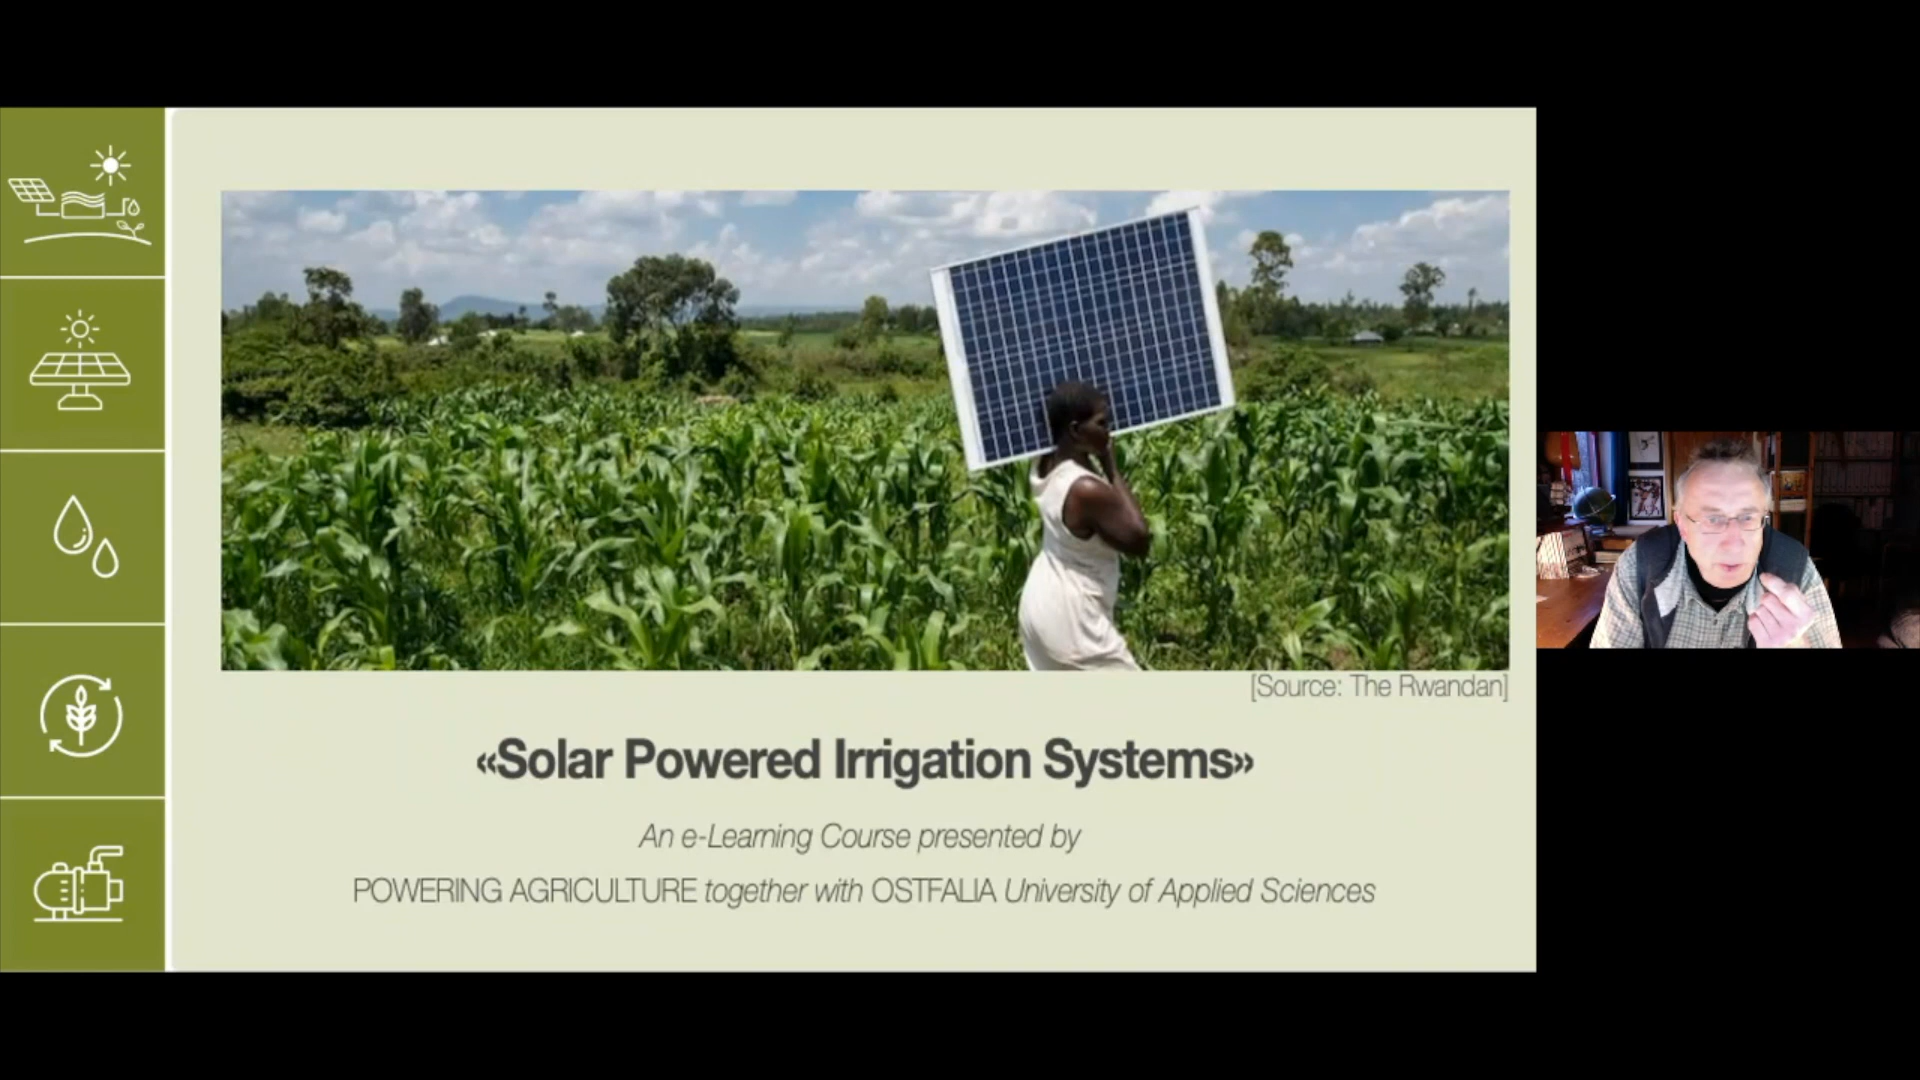 [Source: The Rwandan]
«Solar Powered Irrigation Systems»
An e-Learning Course presented by
POWERING AGRICULTURE together with OSTFALIA University of Applied Sciences